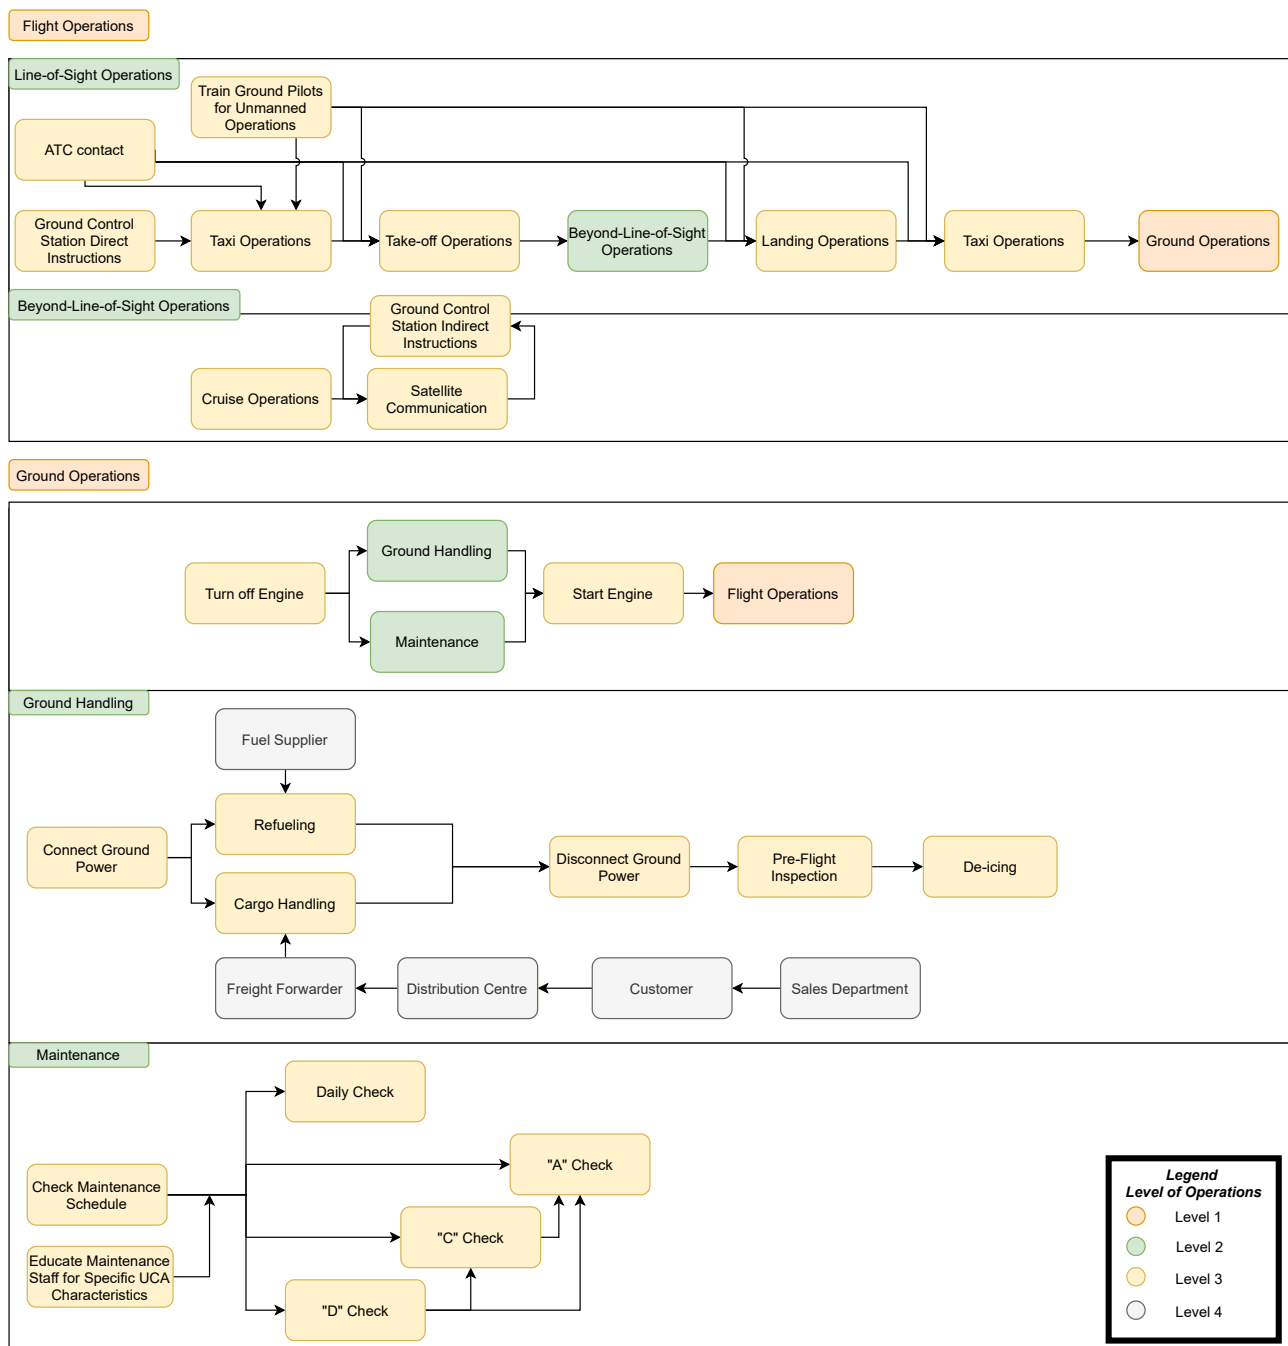 Flight Operations
Line-of-Sight Operations
Train Ground Pilots
for Unmanned
Operations
ATC contact
Ground Control
Station Direct
Instructions
Taxi Operations
Take-off Operations
Beyond-Line-of-Sight
Operations
Landing Operations
Taxi Operations
Ground Operations
Beyond-Line-of-Sight Operations
Ground Control
Station Indirect
Instructions
Cruise Operations
Satellite
Communication
Ground Operations
Ground Handling
Turn off Engine
Start Engine
Flight Operations
Maintenance
Ground Handling
Fuel Supplier
Refueling
Connect Ground
Power
Disconnect Ground
Power
Pre-Flight
Inspection
De-icing
Cargo Handling
Freight Forwarder
Distribution Centre
Customer
Sales Department
Maintenance
Daily Check
"A" Check
Check Maintenance
Schedule
"C" Check
Educate Maintenance
Staff for Specific UCA
Characteristics
"D" Check
Legend
Level of Operations
Level 1
Level 2
Level 3
Level 4